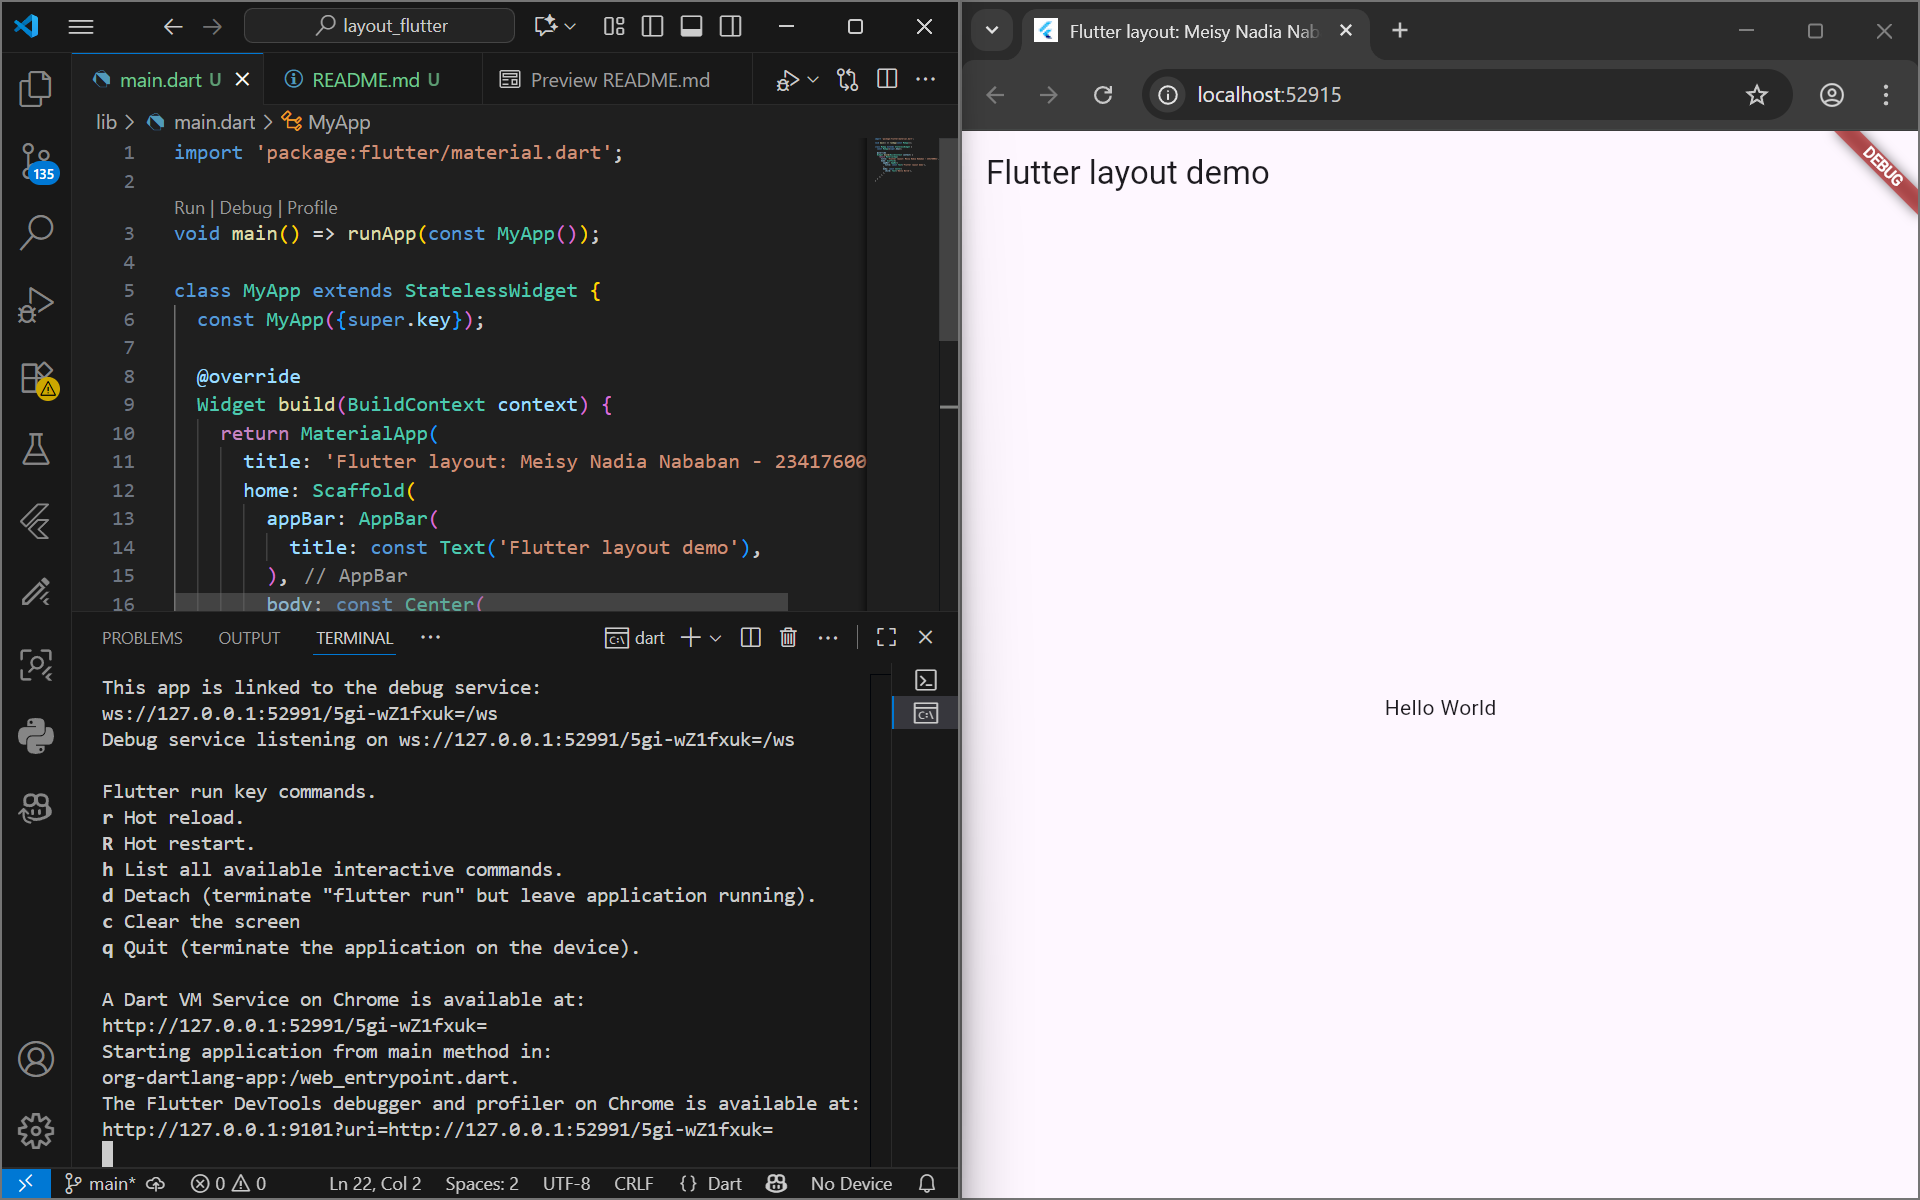 layout_flutter
main.dart U
README.md U
Preview README.md
lib > main.dart > MyApp
135
1 import 'package:flutter/material.dart';
2
Run | Debug | Profile
3 void main() => runApp(const MyApp());
4
5 class MyApp extends StatelessWidget {
6 const MyApp({super.key});
7
8 @override
9 Widget build(BuildContext context) {
10 return MaterialApp(
11 title: 'Flutter layout: Meisy Nadia Nababan - 23417600
12 home: Scaffold(
13 appBar: AppBar(
14 title: const Text('Flutter layout demo'),
15 ), // AppBar
16 body: const Center(
PROBLEMS OUTPUT TERMINAL
dart
This app is linked to the debug service:
ws://127.0.0.1:52991/5gi-wZ1fxuk=/ws
Debug service listening on ws://127.0.0.1:52991/5gi-wZ1fxuk=/ws
Flutter run key commands.
r Hot reload.
R Hot restart.
h List all available interactive commands.
d Detach (terminate "flutter run" but leave application running).
c Clear the screen
q Quit (terminate the application on the device).
A Dart VM Service on Chrome is available at:
http://127.0.0.1:52991/5gi-wZ1fxuk=
Starting application from main method in:
org-dartlang-app:/web_entrypoint.dart.
The Flutter DevTools debugger and profiler on Chrome is available at:
http://127.0.0.1:9101?uri=http://127.0.0.1:52991/5gi-wZ1fxuk=
main* 0 0 Ln 22, Col 2 Spaces: 2 UTF-8 CRLF {} Dart No Device
Flutter layout: Meisy Nadia Nab
localhost:52915
Flutter layout demo
DEBUG
Hello World